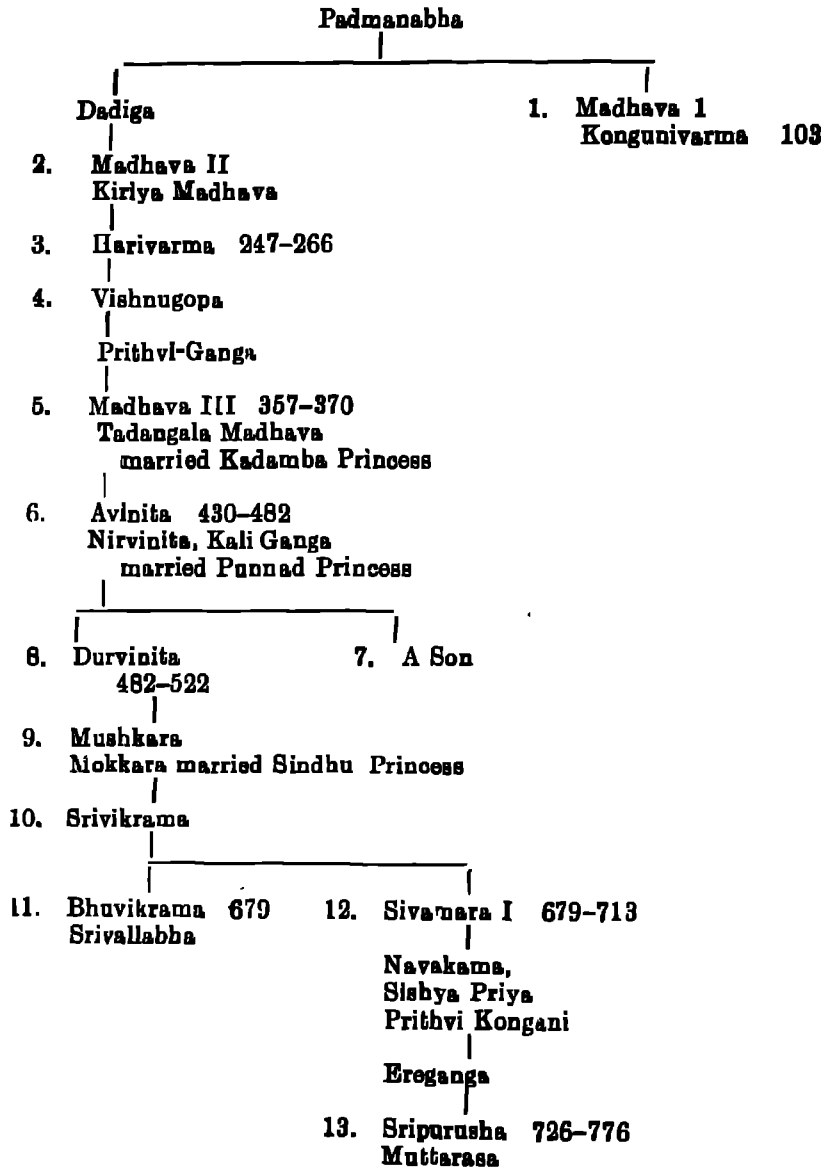 Padmanabha
Dadiga
1. Madhava 1
Kongunivarma 103
2. Madhava II
Kiriya Madhava
3. Harivarma 247–266
4. Vishnugopa
Prithvi-Ganga
5. Madhava III 357–370
Tadangala Madhava
married Kadamba Princess
6. Avinita 430–482
Nirvinita, Kali Ganga
married Punnad Princess
8. Durvinita 7. A Son
482–522
9. Mushkara
Mokkara married Sindhu Princess
10. Srivikrama
11. Bhuvikrama 679 12. Sivamara I 679–713
Srivallabha
Navakama,
Sishya Priya
Prithvi Kongani
Ereganga
13. Sripurusha 726–776
Muttarasa